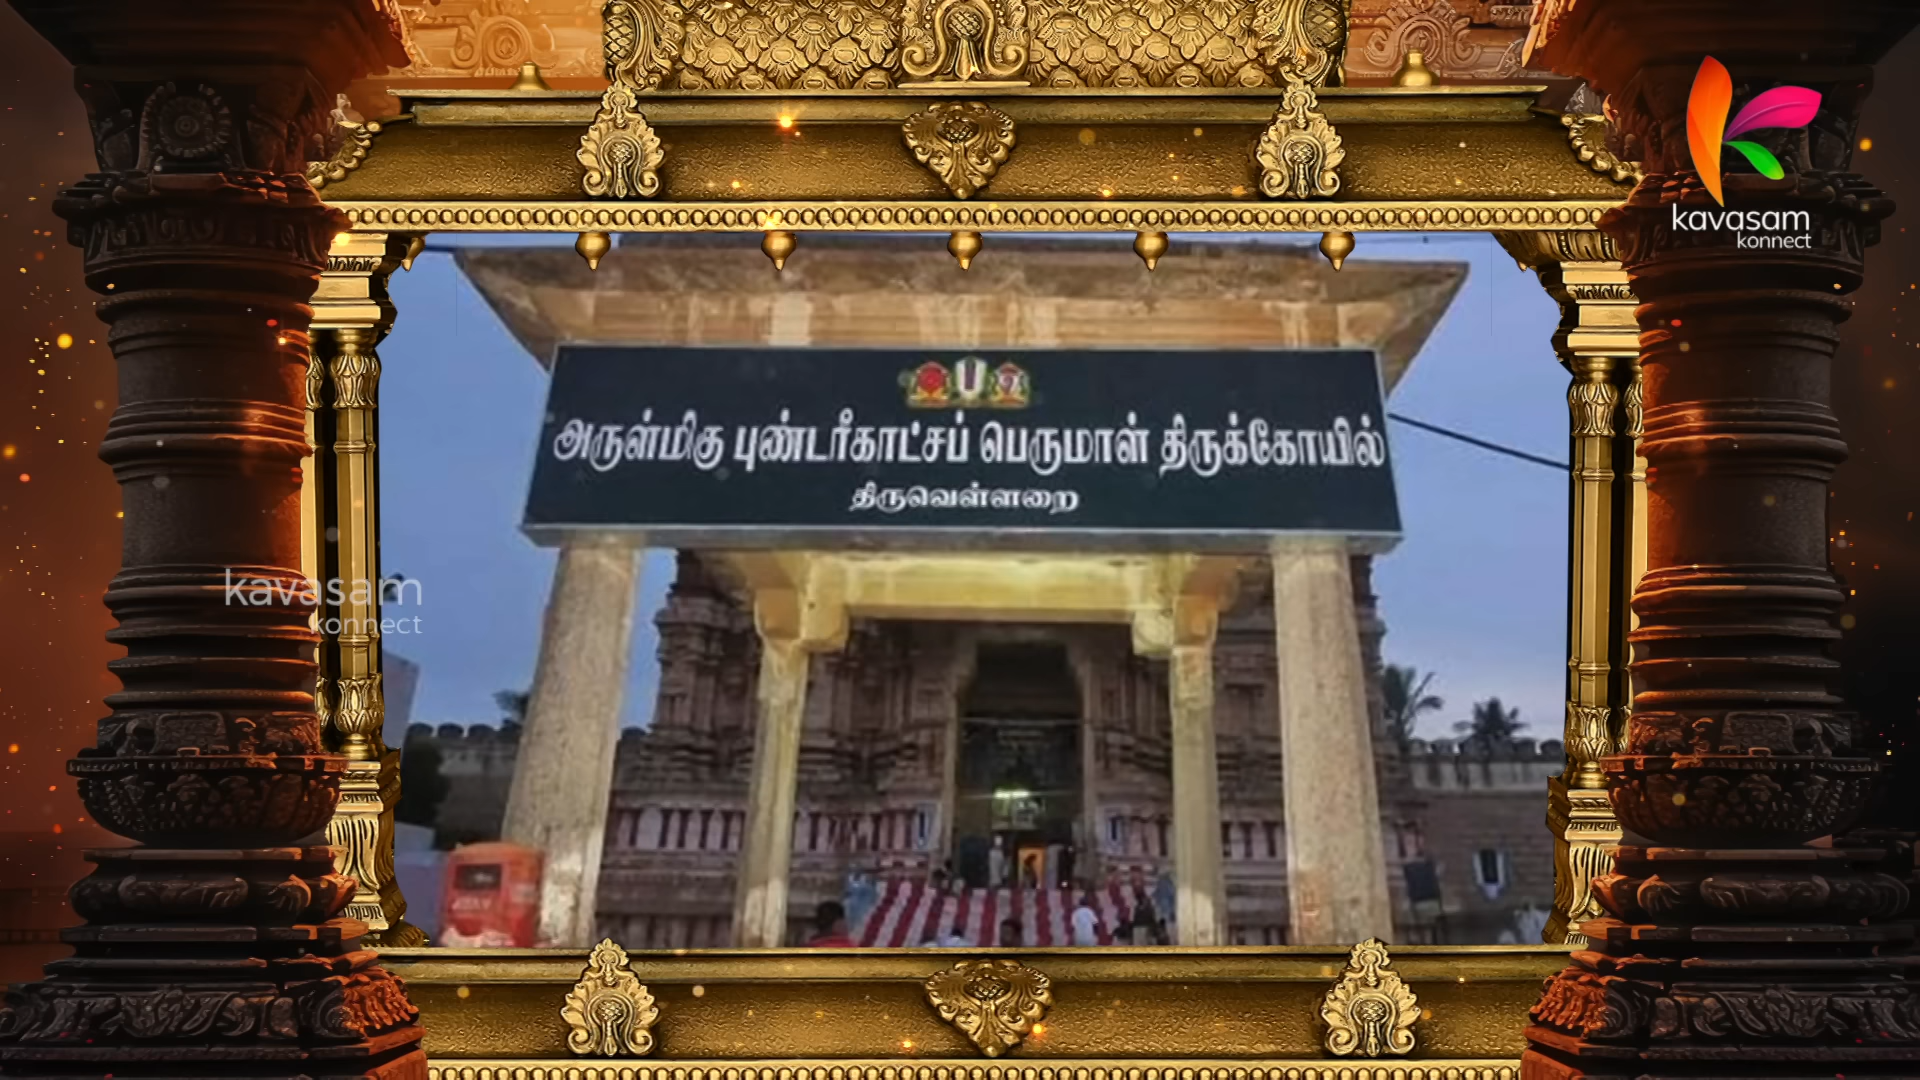 kavasam
konnect
அருள்மிகு புண்டரீகாட்சப் பெருமாள் திருக்கோயில்
திருவெள்ளறை
kavasam
konnect